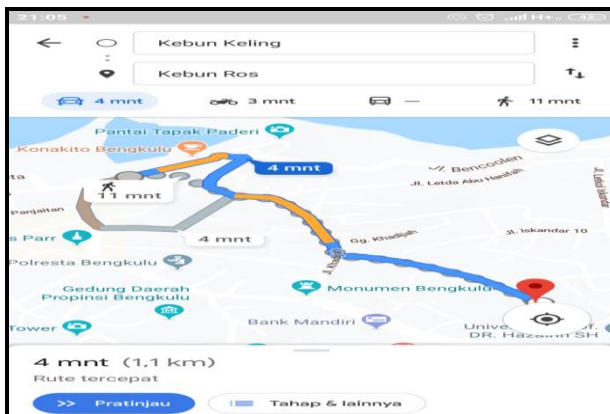 21:05
Kebun Keling
Kebun Ros
4 mnt
3 mnt
—
11 mnt
Pantai Tapak Paderi
Konakito Bengkulu
4 mnt
Bencoolen
Jl. Letda Abu Hanifah
11 mnt
Panjaitan
4 mnt
Gg. Khadijah
Jl. Iskandar 10
Polresta Bengkulu
Gedung Daerah
Propinsi Bengkulu
Monumen Bengkulu
Tower
Bank Mandiri
DR. Hazairin SH
4 mnt (1,1 km)
Rute tercepat
Pratinjau
Tahap & lainnya